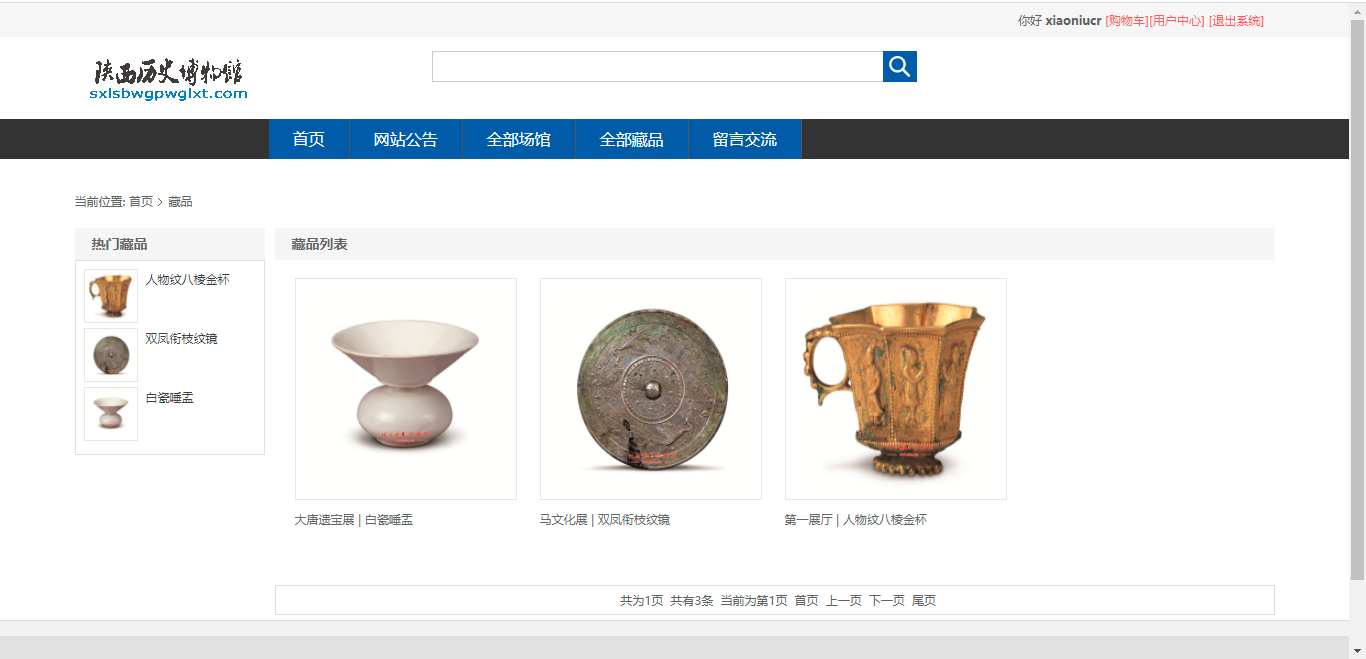 你好 xiaoniucr [购物车][用户中心] [退出系统]
陕西历史博物馆
sxlsbwgpwglxt.com
首页 网站公告 全部场馆 全部藏品 留言交流
当前位置: 首页 > 藏品
热门藏品
人物纹八棱金杯
双凤衔枝纹镜
白瓷唾盂
藏品列表
大唐遗宝展 | 白瓷唾盂
马文化展 | 双凤衔枝纹镜
第一展厅 | 人物纹八棱金杯
共为1页 共有3条 当前为第1页 首页 上一页 下一页 尾页